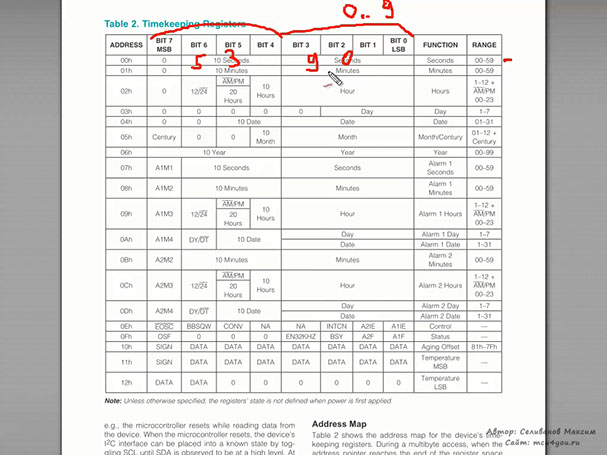 0.. 9
Table 2. Timekeeping Registers
ADDRESS BIT 7 MSB BIT 6 BIT 5 BIT 4 BIT 3 BIT 2 BIT 1 BIT 0 LSB FUNCTION RANGE
5 3 9 0
00h 0 10 Seconds Seconds Seconds 00–59
01h 0 10 Minutes Minutes Minutes 00–59
02h 0 12/24 AM/PM 20 Hours 10 Hours Hour Hours 1–12 + AM/PM 00–23
03h 0 0 0 0 0 Day Day 1–7
04h 0 0 10 Date Date Date 01–31
05h Century 0 0 10 Month Month Month/Century 01–12 + Century
06h 10 Year Year Year 00–99
07h A1M1 10 Seconds Seconds Alarm 1 Seconds 00–59
08h A1M2 10 Minutes Minutes Alarm 1 Minutes 00–59
09h A1M3 12/24 AM/PM 20 Hours 10 Hours Hour Alarm 1 Hours 1–12 + AM/PM 00–23
0Ah A1M4 DY/DT 10 Date Day Alarm 1 Day 1–7
Date Alarm 1 Date 1–31
0Bh A2M2 10 Minutes Minutes Alarm 2 Minutes 00–59
0Ch A2M3 12/24 AM/PM 20 Hours 10 Hours Hour Alarm 2 Hours 1–12 + AM/PM 00–23
0Dh A2M4 DY/DT 10 Date Day Alarm 2 Day 1–7
Date Alarm 2 Date 1–31
0Eh EOSC BBSQW CONV NA NA INTCN A2IE A1IE Control —
0Fh OSF 0 0 0 EN32KHZ BSY A2F A1F Status —
10h SIGN DATA DATA DATA DATA DATA DATA DATA Aging Offset 81h–7Fh
11h SIGN DATA DATA DATA DATA DATA DATA DATA Temperature MSB —
12h DATA DATA 0 0 0 0 0 0 Temperature LSB —
Note: Unless otherwise specified, the registers' state is not defined when power is first applied.
e.g., the microcontroller resets while reading data from
the device. When the microcontroller resets, the device's
I²C interface can be placed into a known state by tog-
gling SCL until SDA is observed to be at a high level. At
Address Map
Table 2 shows the address map for the device's time-
keeping registers. During a multibyte access, when the
address pointer reaches the end of the register space
Автор: Селиванов Максим
Сайт: mcu4you.ru